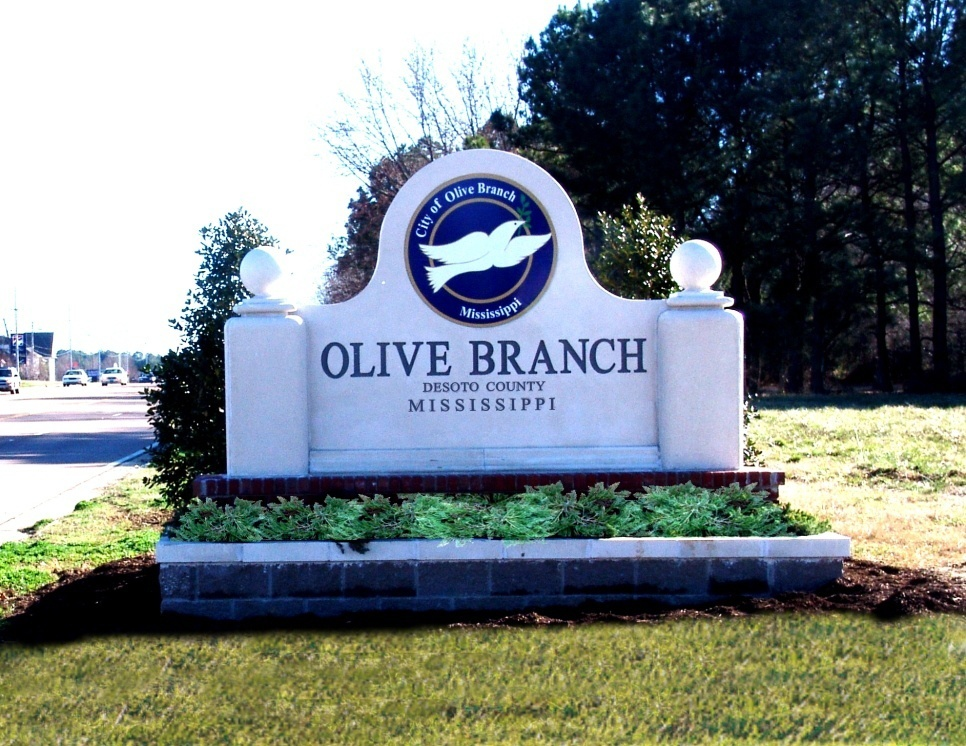 City of Olive Branch
Mississippi
OLIVE BRANCH
DESOTO COUNTY
MISSISSIPPI